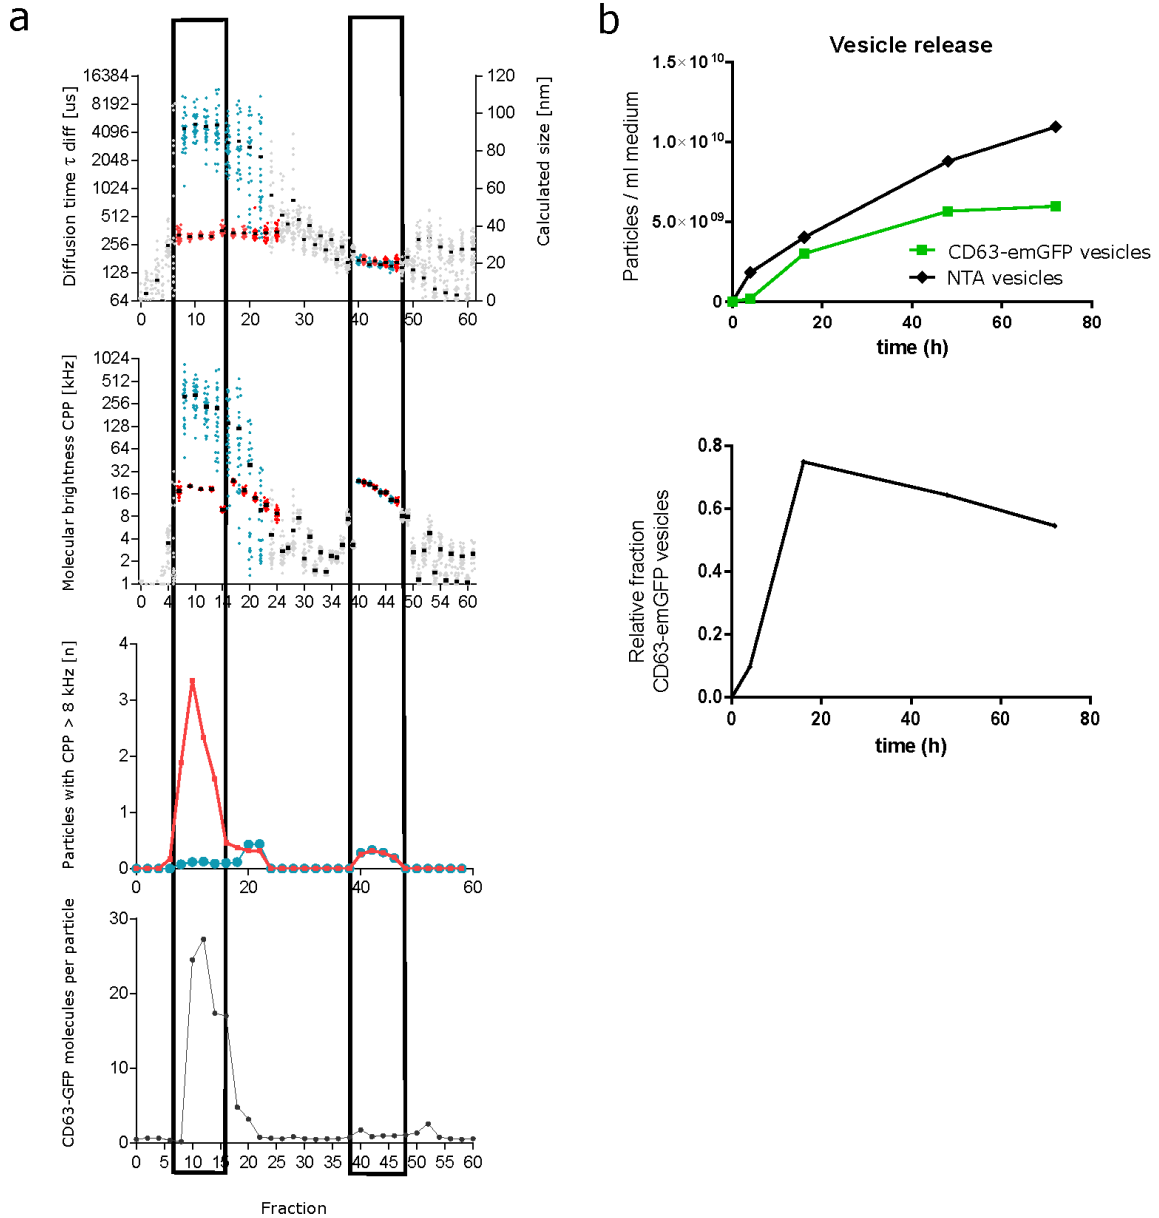 a
Diffusion time τ diff [us]
16384
8192
4096
2048
1024
512
256
128
64
120
100
80
60
40
20
0
Calculated size [nm]
0 10 20 30 40 50 60
Molecular brightness CPP [kHz]
1024
512
256
128
64
32
16
8
4
2
1
0 4 10 14 20 24 30 34 40 44 50 54 60
Particles with CPP > 8 kHz [n]
4
3
2
1
0
0 20 40 60
CD63-GFP molecules per particle
30
20
10
0
0 5 10 15 20 25 30 35 40 45 50 55 60
Fraction
b
Vesicle release
Particles / ml medium
1.5×10 10
1.0×10 10
5.0×10 09
0
CD63-emGFP vesicles
NTA vesicles
0 20 40 60 80
time (h)
Relative fraction
CD63-emGFP vesicles
0.8
0.6
0.4
0.2
0.0
0 20 40 60 80
time (h)